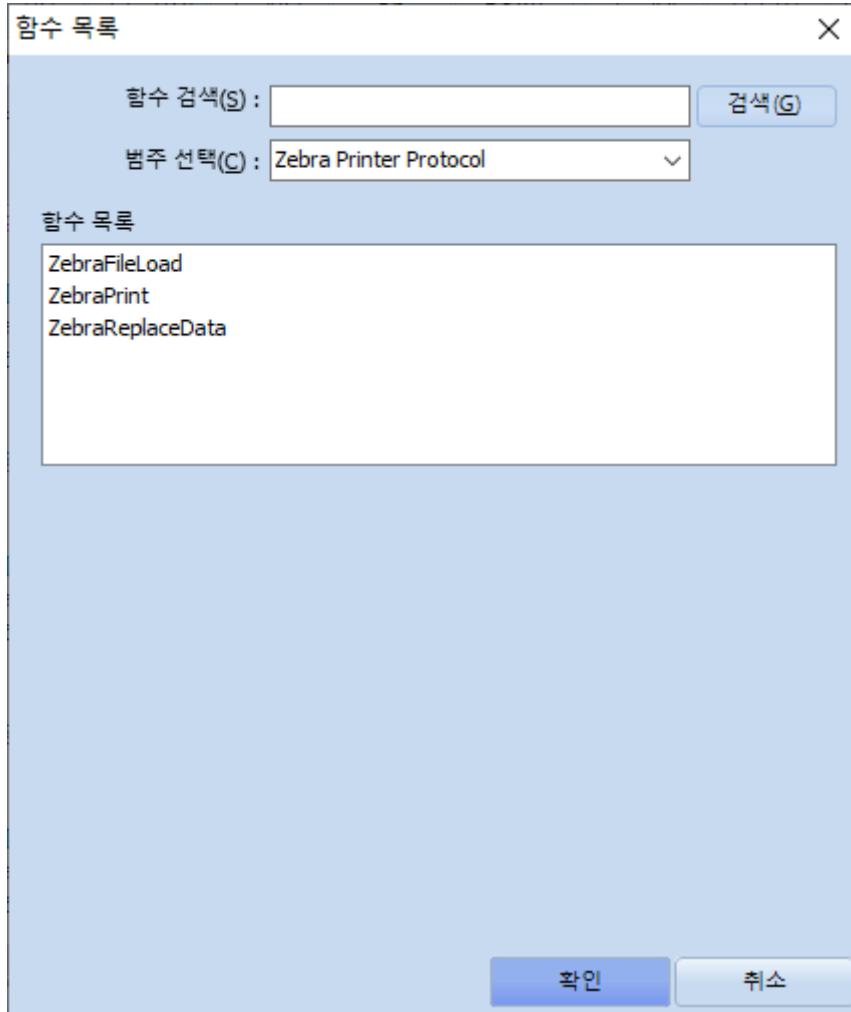 함수 목록
함수 검색(S) :
검색(G)
범주 선택(C) : Zebra Printer Protocol
함수 목록
ZebraFileLoad
ZebraPrint
ZebraReplaceData
확인
취소